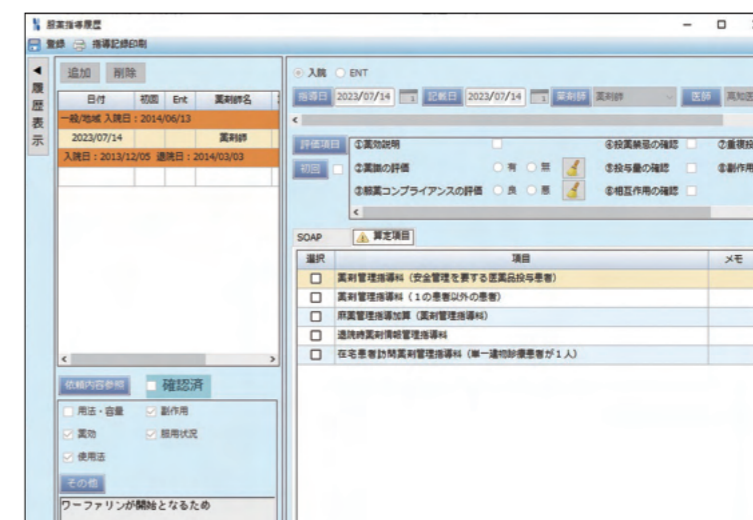 服薬指導履歴
登録 指導記録印刷
◀履歴表示
追加 削除
日付 初回 Ent 薬剤師名
一般/地域 入院日：2014/06/13
2023/07/14 薬剤師
入院日：2013/12/05 退院日：2014/03/03
依頼内容参照 確認済
用法・容量 副作用
薬効 服用状況
使用法
その他
ワーファリンが開始となるため
入院 ENT
指導日 2023/07/14 記載日 2023/07/14 薬剤師 薬剤師 医師 高知医
評価項目 ①薬効説明 ④投薬禁忌の確認 ⑦重複投
初回 ②薬識の評価 有 無 ⑤投与量の確認 ⑧副作用
③服薬コンプライアンスの評価 良 悪 ⑥相互作用の確認
SOAP 算定項目
選択 項目 メモ
薬剤管理指導料（安全管理を要する医薬品投与患者）
薬剤管理指導料（１の患者以外の患者）
麻薬管理指導加算（薬剤管理指導料）
退院時薬剤情報管理指導料
在宅患者訪問薬剤管理指導料（単一建物診療患者が１人）